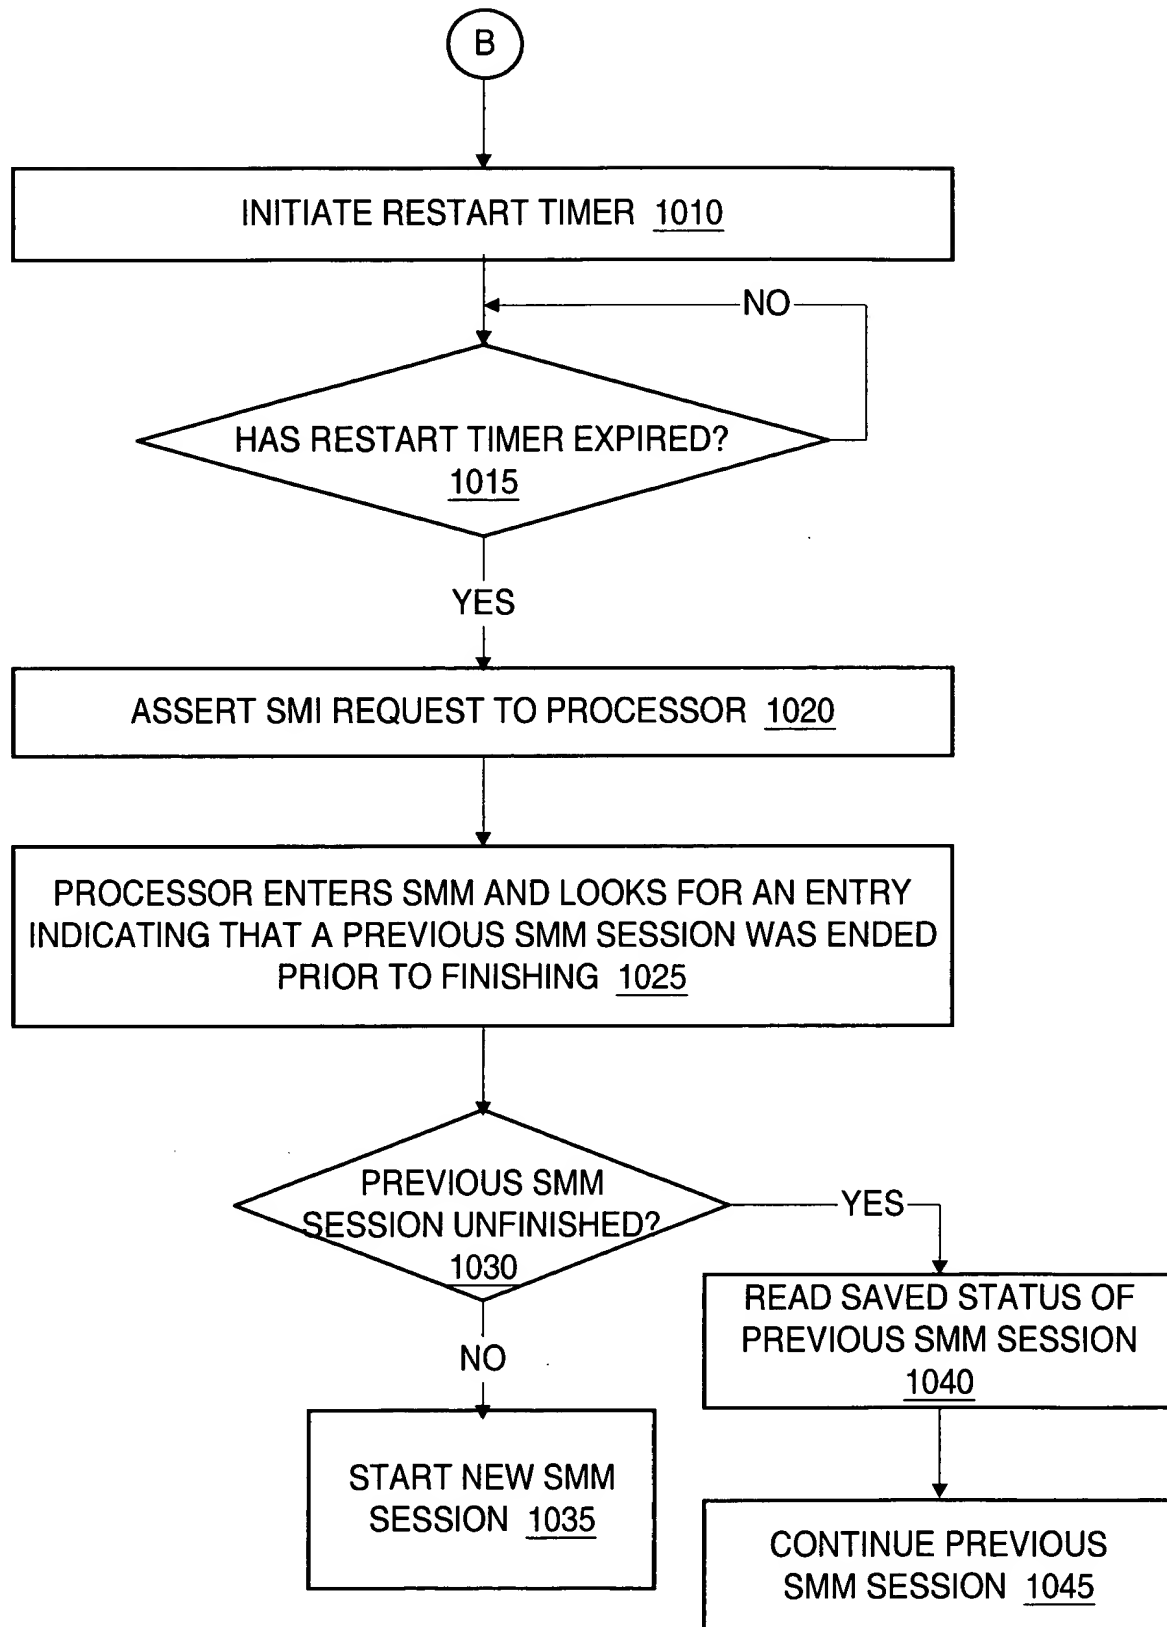 B
INITIATE RESTART TIMER 1010
NO
HAS RESTART TIMER EXPIRED?
1015
YES
ASSERT SMI REQUEST TO PROCESSOR 1020
PROCESSOR ENTERS SMM AND LOOKS FOR AN ENTRY
INDICATING THAT A PREVIOUS SMM SESSION WAS ENDED
PRIOR TO FINISHING 1025
PREVIOUS SMM
SESSION UNFINISHED?
1030
YES
NO
READ SAVED STATUS OF
PREVIOUS SMM SESSION
1040
START NEW SMM
SESSION 1035
CONTINUE PREVIOUS
SMM SESSION 1045